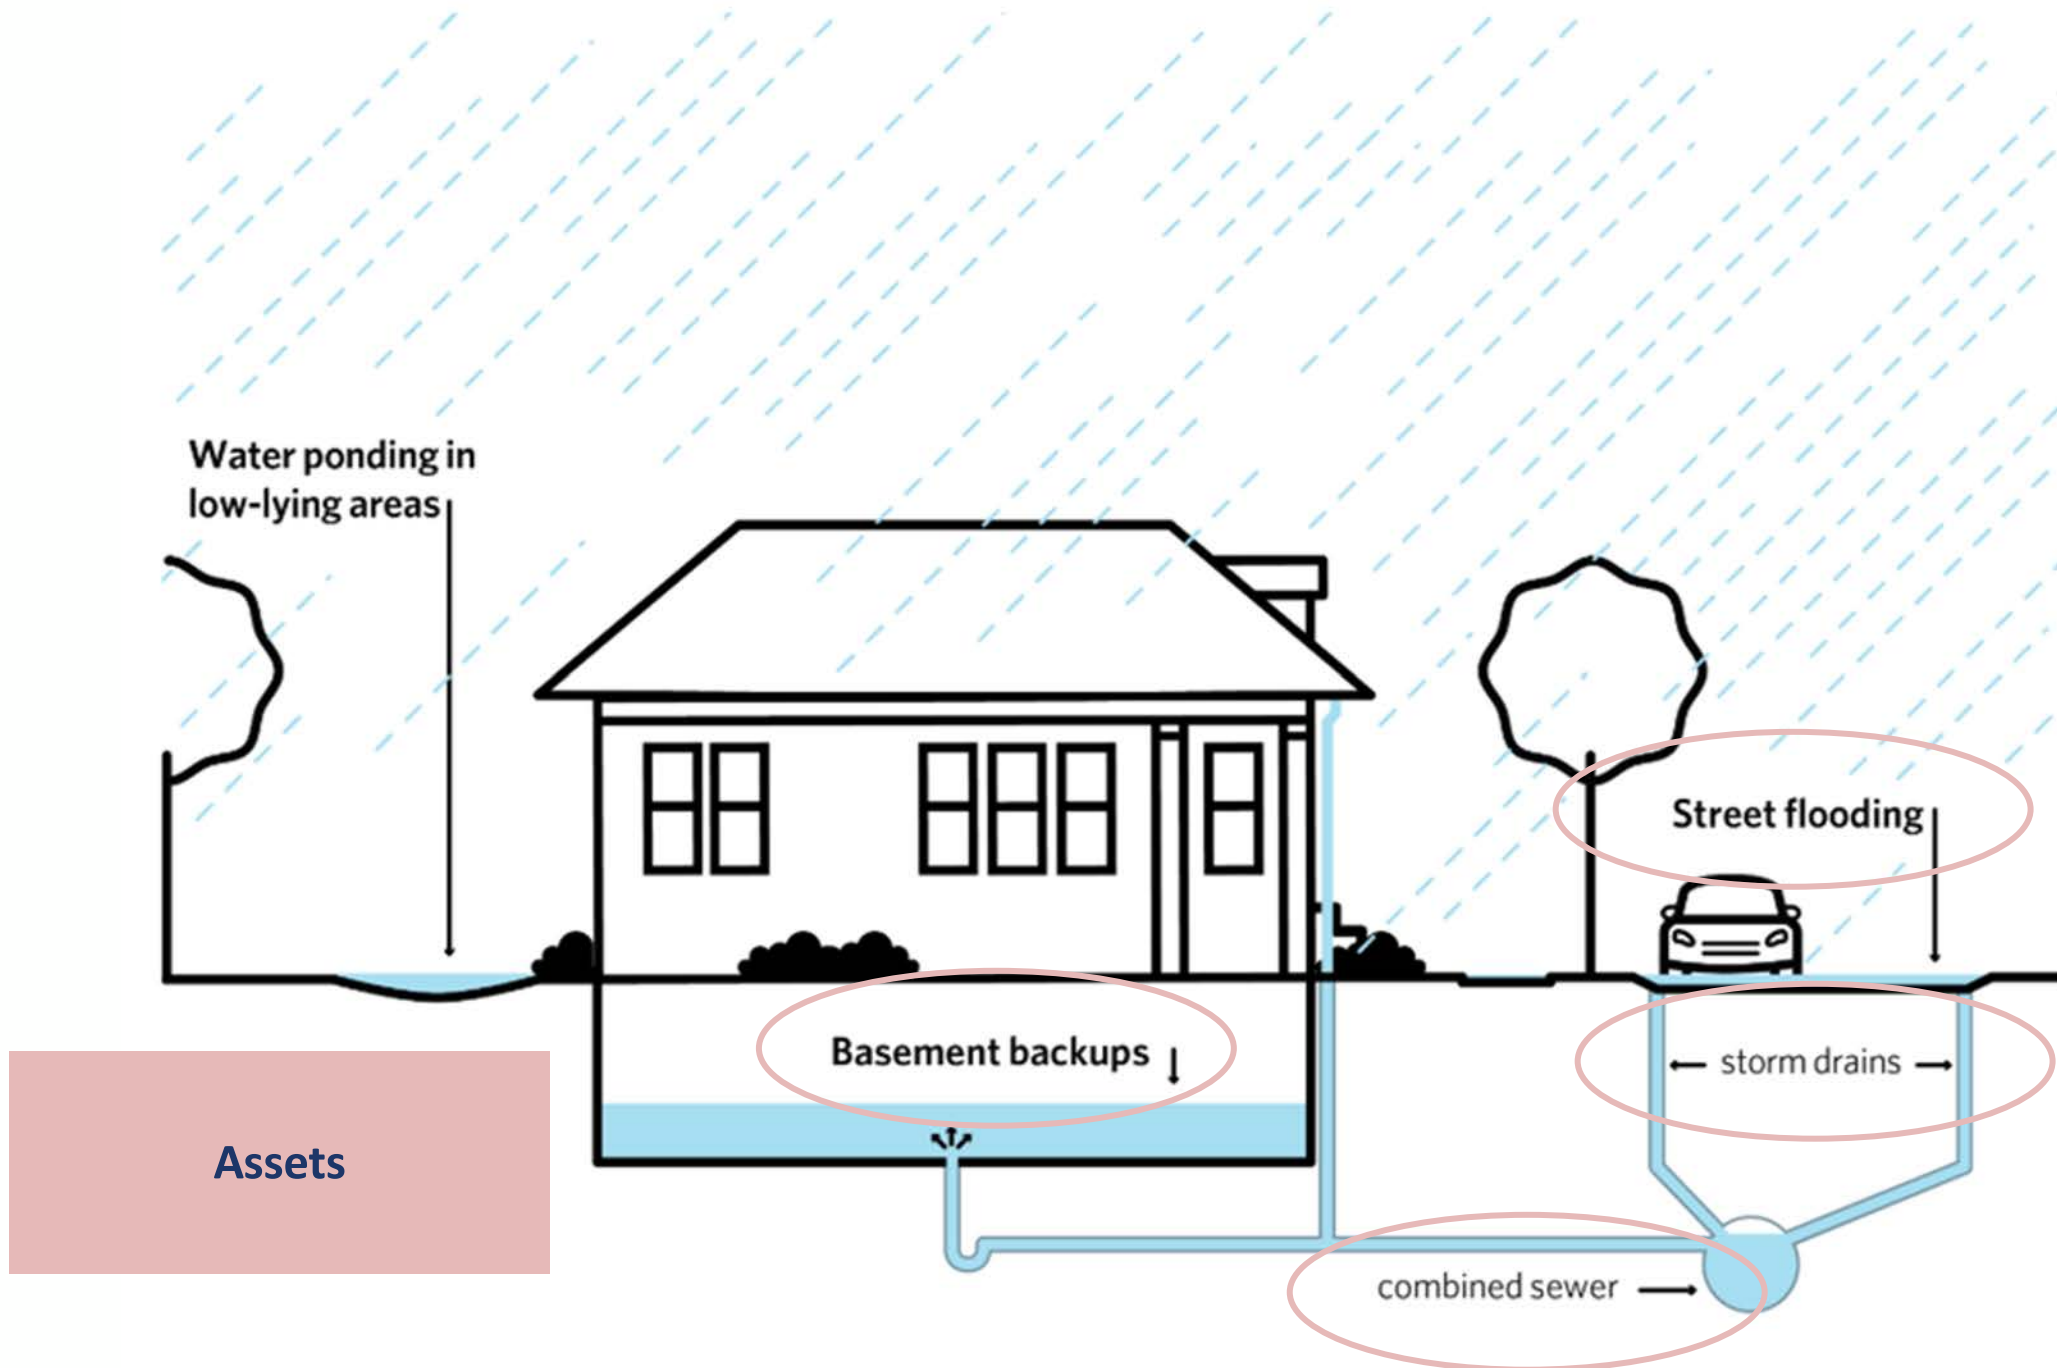 Water ponding in
low-lying areas
Street flooding
Basement backups
storm drains
Assets
combined sewer